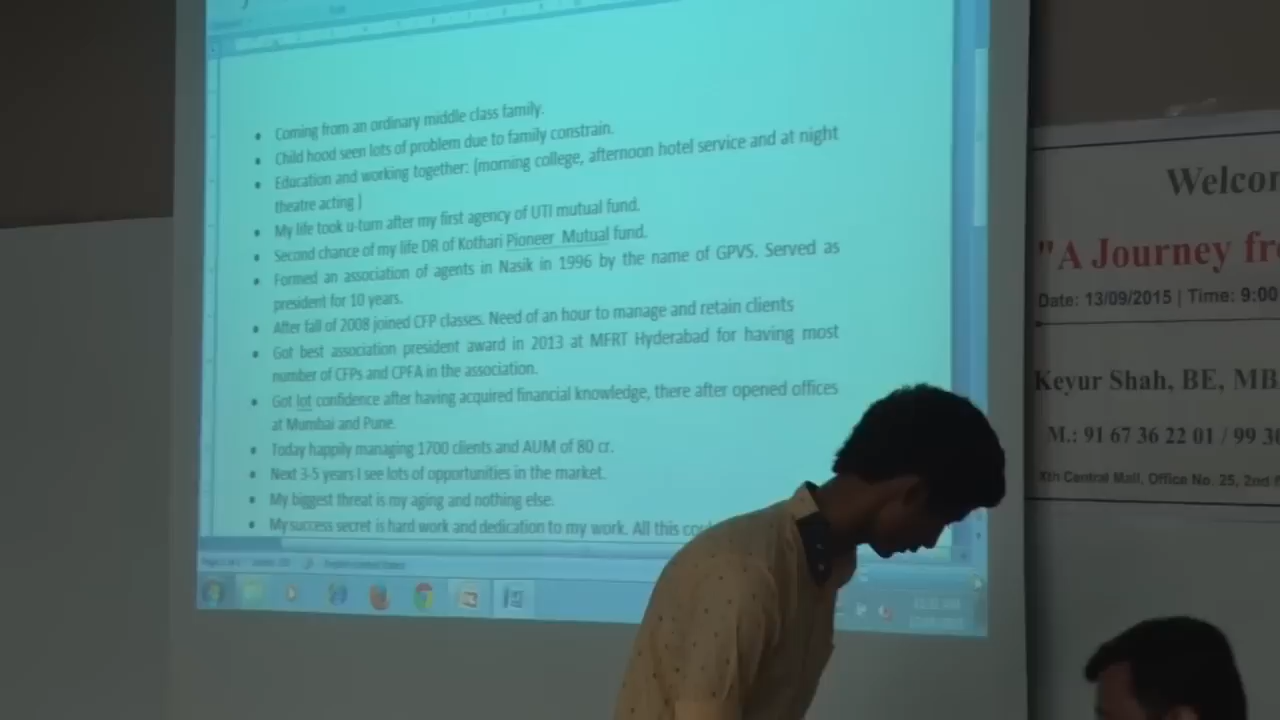 Coming from an ordinary middle class family.
Child hood seen lots of problem due to family constrain.
Education and working together: (morning college, afternoon hotel service and at night
theatre acting )
My life took u-turn after my first agency of UTI mutual fund.
Second chance of my life DR of Kothari Pioneer Mutual fund.
Formed an association of agents in Nasik in 1996 by the name of GPVS. Served as
president for 10 years.
After fall of 2008 joined CFP classes. Need of an hour to manage and retain clients
Got best association president award in 2013 at MFRT Hyderabad for having most
number of CFPs and CPFA in the association.
Got lot confidence after having acquired financial knowledge, there after opened offices
at Mumbai and Pune.
Today happily managing 1700 clients and AUM of 80 cr.
Next 3-5 years I see lots of opportunities in the market.
My biggest threat is my aging and nothing else.
My success secret is hard work and dedication to my work. All this
Welcom
"A Journey fr
Date: 13/09/2015 | Time: 9:00
Keyur Shah, BE, MB
M.: 91 67 36 22 01 / 99 3
Xth Central Mall, Office No. 25, 2nd